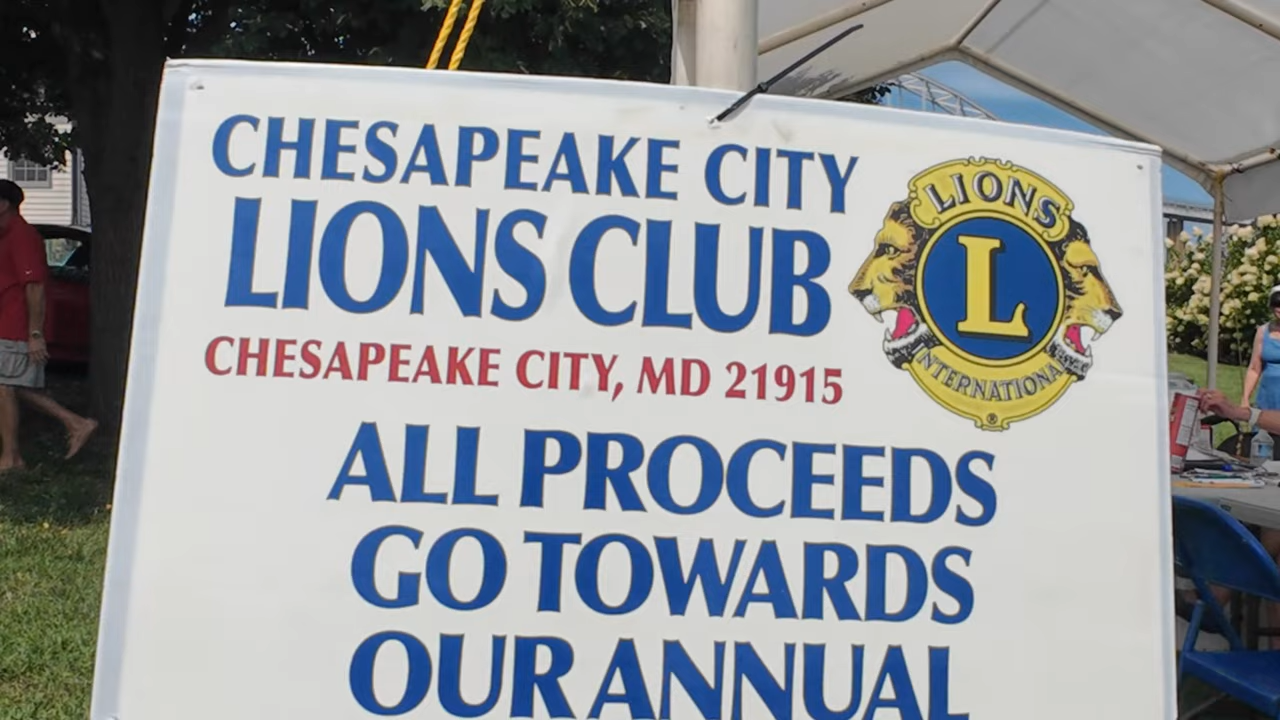 CHESAPEAKE CITY
LIONS CLUB
CHESAPEAKE CITY, MD 21915
LIONS
L
INTERNATIONAL
®
ALL PROCEEDS
GO TOWARDS
OUR ANNUAL